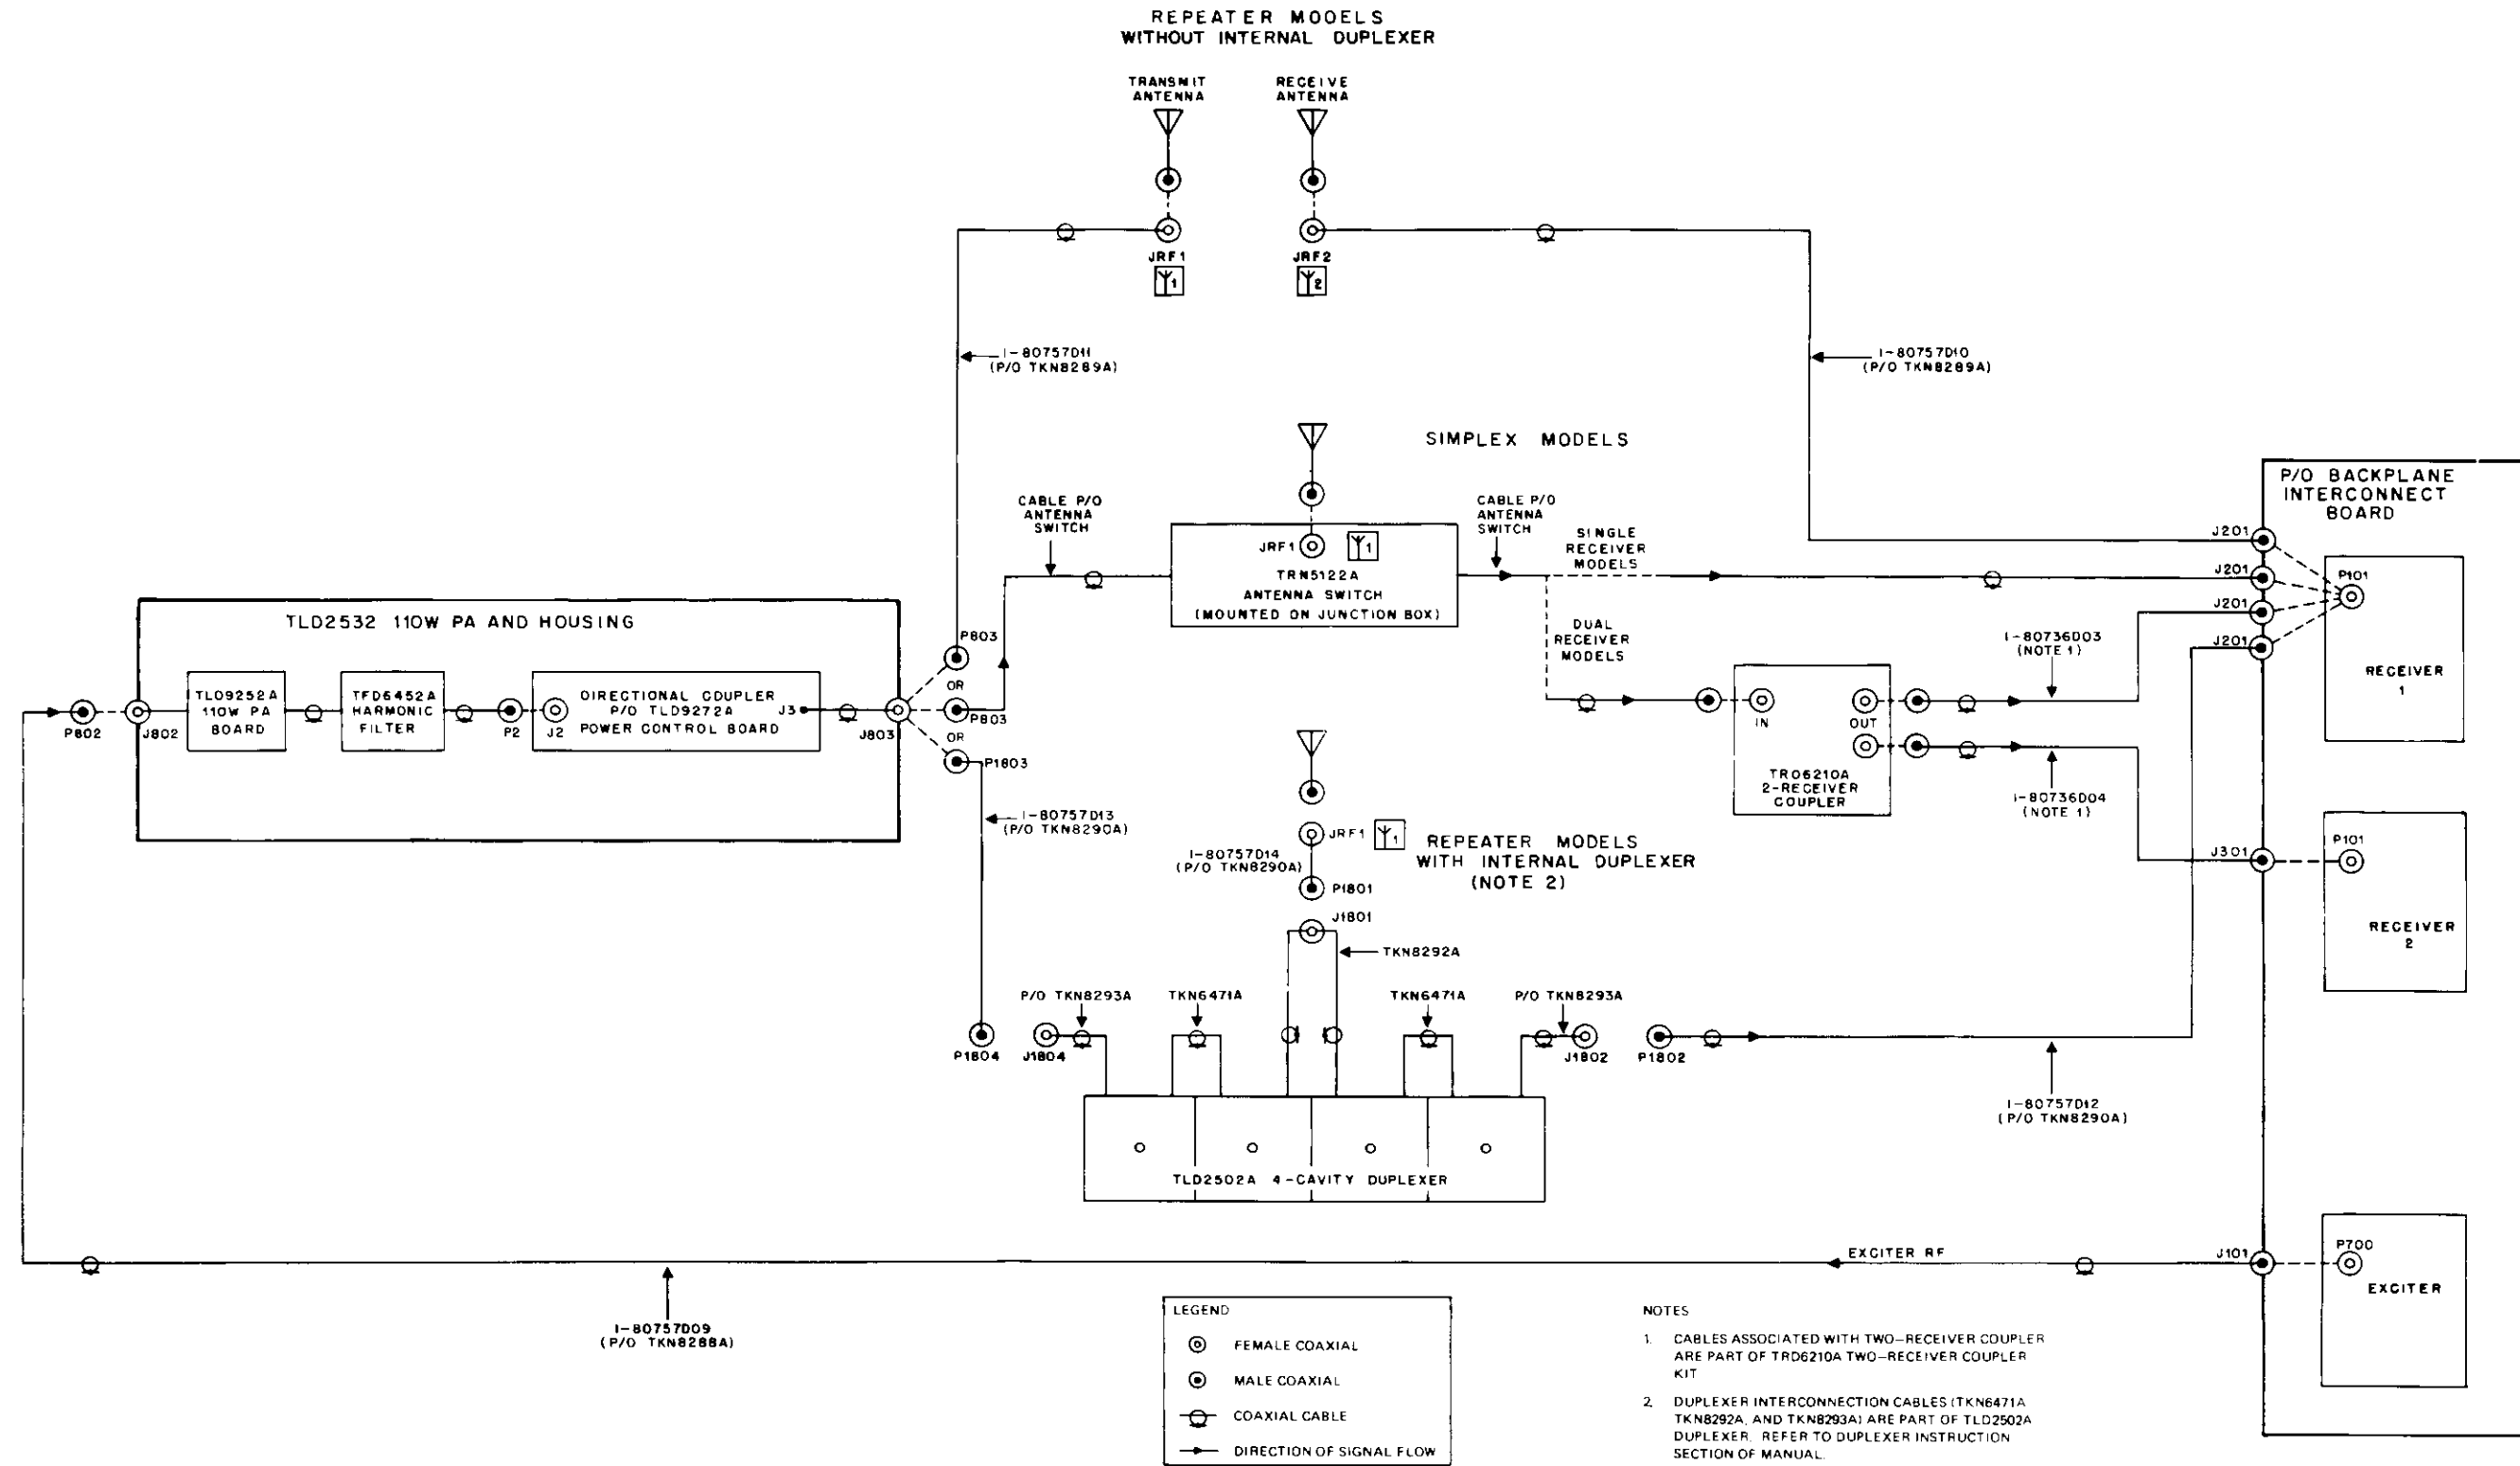 REPEATER MODELS
WITHOUT INTERNAL DUPLEXER
TRANSMIT
ANTENNA
RECEIVE
ANTENNA
JRF1
1
JRF2
2
1-80757D11
(P/O TKN8289A)
1-80757D10
(P/O TKN8289A)
SIMPLEX MODELS
CABLE P/O
ANTENNA
SWITCH
JRF1
1
TRN5122A
ANTENNA SWITCH
(MOUNTED ON JUNCTION BOX)
CABLE P/O
ANTENNA
SWITCH
SINGLE
RECEIVER
MODELS
DUAL
RECEIVER
MODELS
P/O BACKPLANE
INTERCONNECT
BOARD
J201
J201
J201
J201
P101
RECEIVER
1
1-80736D03
(NOTE 1)
TLD2532 110W PA AND HOUSING
P802
J802
TLD9252A
110W PA
BOARD
TFD6452A
HARMONIC
FILTER
P2
J2
DIRECTIONAL COUPLER
P/O TLD9272A
POWER CONTROL BOARD
J3
J803
P803
OR
P803
OR
P1803
1-80757D13
(P/O TKN8290A)
IN
OUT
TRD6210A
2-RECEIVER
COUPLER
1-80736D04
(NOTE 1)
J301
P101
RECEIVER
2
JRF1
1
REPEATER MODELS
WITH INTERNAL DUPLEXER
(NOTE 2)
1-80757D14
(P/O TKN8290A)
P1801
J1801
TKN8292A
P/O TKN8293A
TKN6471A
TKN6471A
P/O TKN8293A
P1804
J1804
J1802
P1802
1-80757D12
(P/O TKN8290A)
TLD2502A 4-CAVITY DUPLEXER
EXCITER RF
J101
P700
EXCITER
1-80757D09
(P/O TKN8288A)
LEGEND
FEMALE COAXIAL
MALE COAXIAL
COAXIAL CABLE
DIRECTION OF SIGNAL FLOW
NOTES
1. CABLES ASSOCIATED WITH TWO-RECEIVER COUPLER
ARE PART OF TRD6210A TWO-RECEIVER COUPLER
KIT
2. DUPLEXER INTERCONNECTION CABLES (TKN6471A
TKN8292A, AND TKN8293A) ARE PART OF TLD2502A
DUPLEXER. REFER TO DUPLEXER INSTRUCTION
SECTION OF MANUAL.